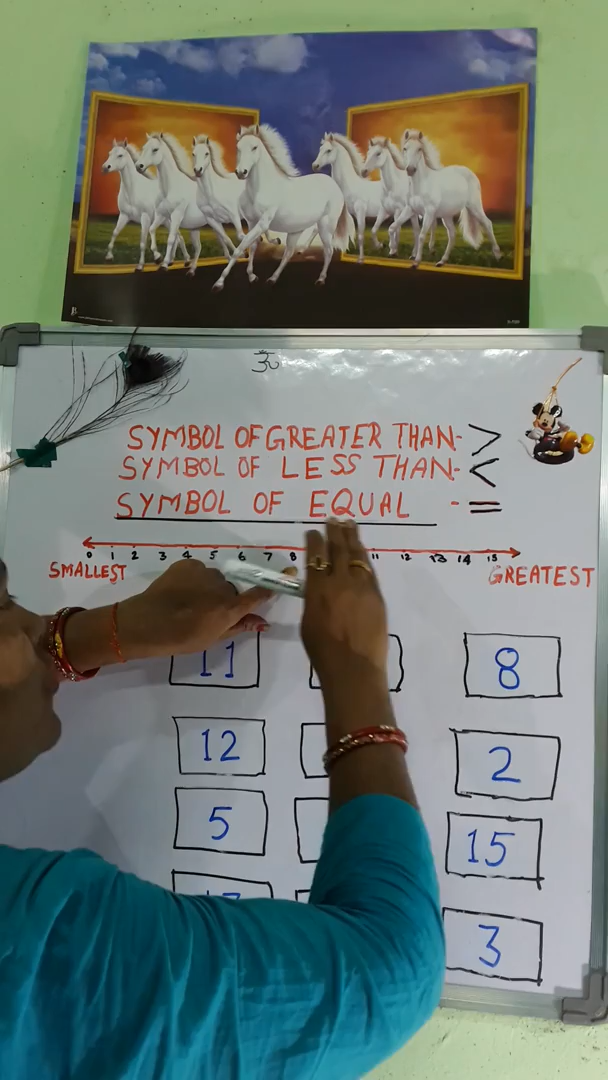 ॐ
SYMBOL OF GREATER THAN- >
SYMBOL OF LESS THAN- <
SYMBOL OF EQUAL - =
0 1 2 3 4 5 6 7 8 11 12 13 14 15
SMALLEST GREATEST
11 8
12 2
5 15
3